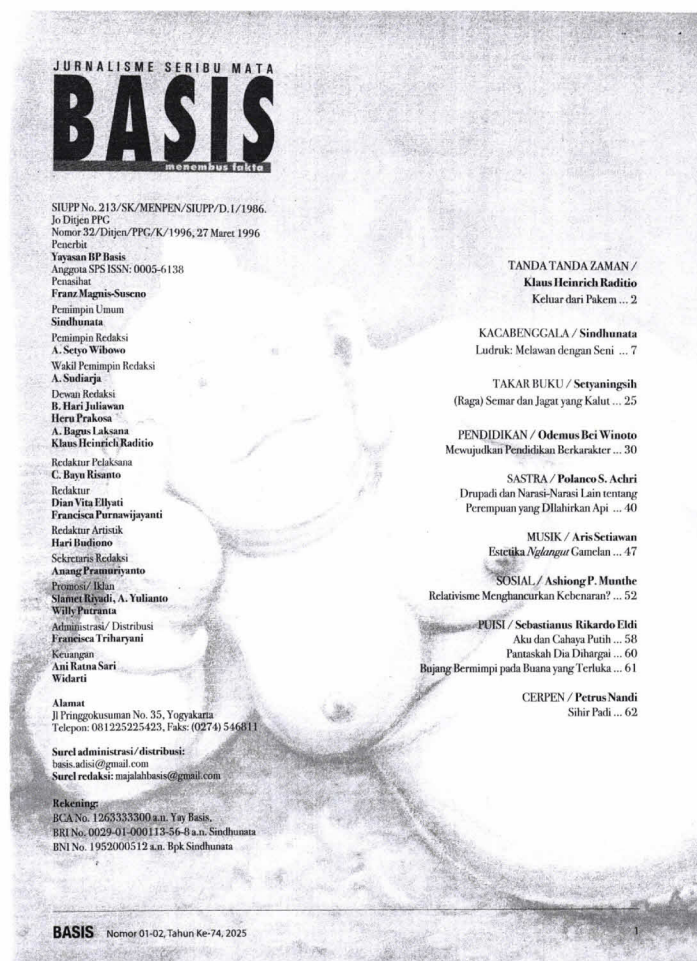 JURNALISME SERIBU MATA
BASIS
menembus fakta
SIUPP No. 213/SK/MENPEN/SIUPP/D.1/1986.
Jo Ditjen PPG
Nomor 32/Ditjen/PPG/K/1996, 27 Maret 1996
Penerbit
Yayasan BP Basis
Anggota SPS ISSN: 0005-6138
Penasihat
Franz Magnis-Suseno
Pemimpin Umum
Sindhunata
Pemimpin Redaksi
A. Setyo Wibowo
Wakil Pemimpin Redaksi
A. Sudiarja
Dewan Redaksi
B. Hari Juliawan
Heru Prakosa
A. Bagus Laksana
Klaus Heinrich Raditio
Redaktur Pelaksana
C. Bayu Risanto
Redaktur
Dian Vita Ellyati
Francisca Purnawijayanti
Redaktur Artistik
Hari Budiono
Sekretaris Redaksi
Anang Pramuriyanto
Promosi/ Iklan
Slamet Riyadi, A. Yulianto
Willy Putranta
Administrasi/ Distribusi
Francisca Triharyani
Keuangan
Ani Ratna Sari
Widarti
Alamat
Jl Pringgokusuman No. 35, Yogyakarta
Telepon: 081225225423, Faks: (0274) 546811
Surel administrasi/distribusi:
basis.adisi@gmail.com
Surel redaksi: majalahbasis@gmail.com
Rekening:
BCA No. 1263333300 a.n. Yay Basis,
BRI No. 0029-01-000113-56-8 a.n. Sindhunata
BNI No. 1952000512 a.n. Bpk Sindhunata
TANDA TANDA ZAMAN /
Klaus Heinrich Raditio
Keluar dari Pakem ... 2
KACABENGGALA / Sindhunata
Ludruk: Melawan dengan Seni ... 7
TAKAR BUKU / Setyaningsih
(Raga) Semar dan Jagat yang Kalut ... 25
PENDIDIKAN / Odemus Bei Winoto
Mewujudkan Pendidikan Berkarakter ... 30
SASTRA / Polanco S. Achri
Drupadi dan Narasi-Narasi Lain tentang
Perempuan yang DIlahirkan Api ... 40
MUSIK / Aris Setiawan
Estetika Nglangut Gamelan ... 47
SOSIAL / Ashiong P. Munthe
Relativisme Menghancurkan Kebenaran? ... 52
PUISI / Sebastianus Rikardo Eldi
Aku dan Cahaya Putih ... 58
Pantaskah Dia Dihargai ... 60
Bujang Bermimpi pada Buana yang Terluka ... 61
CERPEN / Petrus Nandi
Sihir Padi ... 62
BASIS Nomor 01-02, Tahun Ke-74, 2025
1